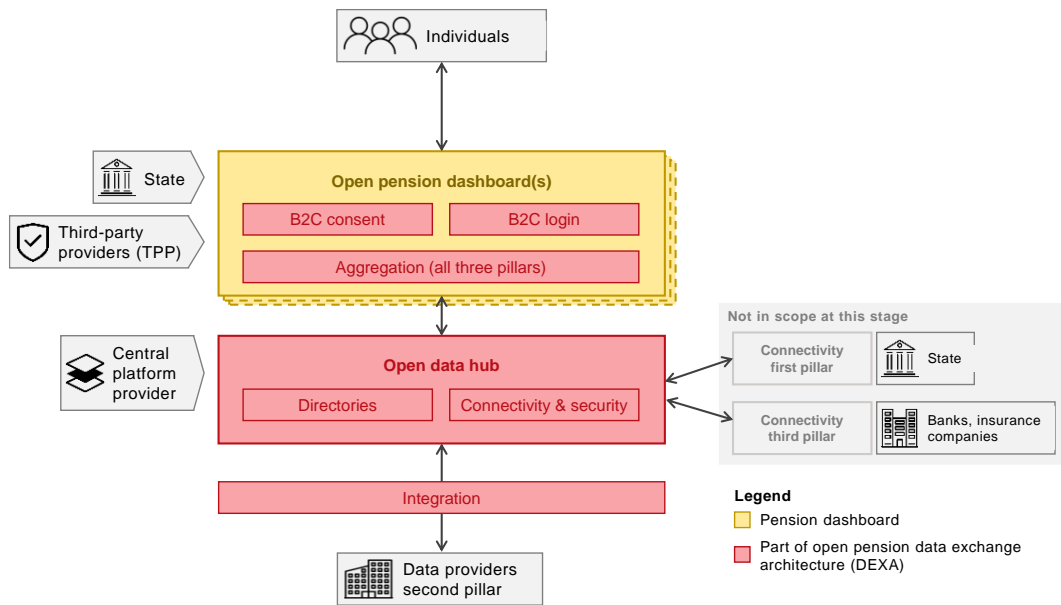 Individuals
State
Third-party
providers (TPP)
Open pension dashboard(s)
B2C consent
B2C login
Aggregation (all three pillars)
Central
platform
provider
Open data hub
Directories
Connectivity & security
Not in scope at this stage
Connectivity
first pillar
State
Connectivity
third pillar
Banks, insurance
companies
Integration
Data providers
second pillar
Legend
Pension dashboard
Part of open pension data exchange
architecture (DEXA)